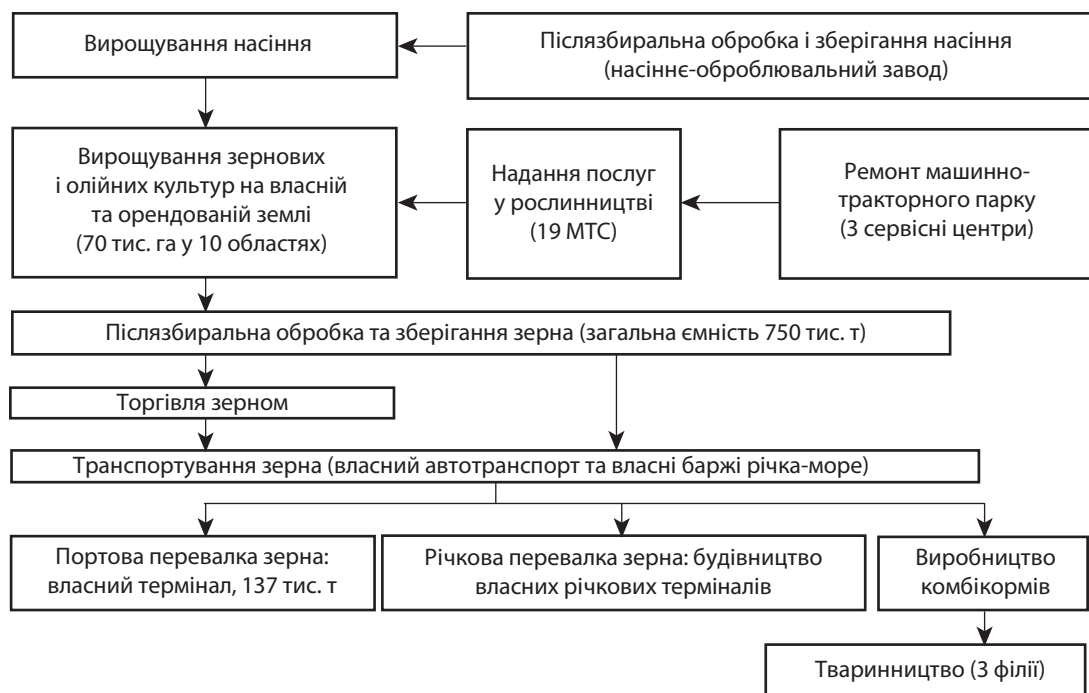 Вирощування насіння
Післязбиральна обробка і зберігання насіння
(насіннє-оброблювальний завод)
Вирощування зернових
і олійних культур на власній
та орендованій землі
(70 тис. га у 10 областях)
Надання послуг
у рослинництві
(19 МТС)
Ремонт машинно-
тракторного парку
(3 сервісні центри)
Післязбиральна обробка та зберігання зерна (загальна ємність 750 тис. т)
Торгівля зерном
Транспортування зерна (власний автотранспорт та власні баржі річка-море)
Портова перевалка зерна:
власний термінал, 137 тис. т
Річкова перевалка зерна: будівництво
власних річкових терміналів
Виробництво
комбікормів
Тваринництво (3 філії)